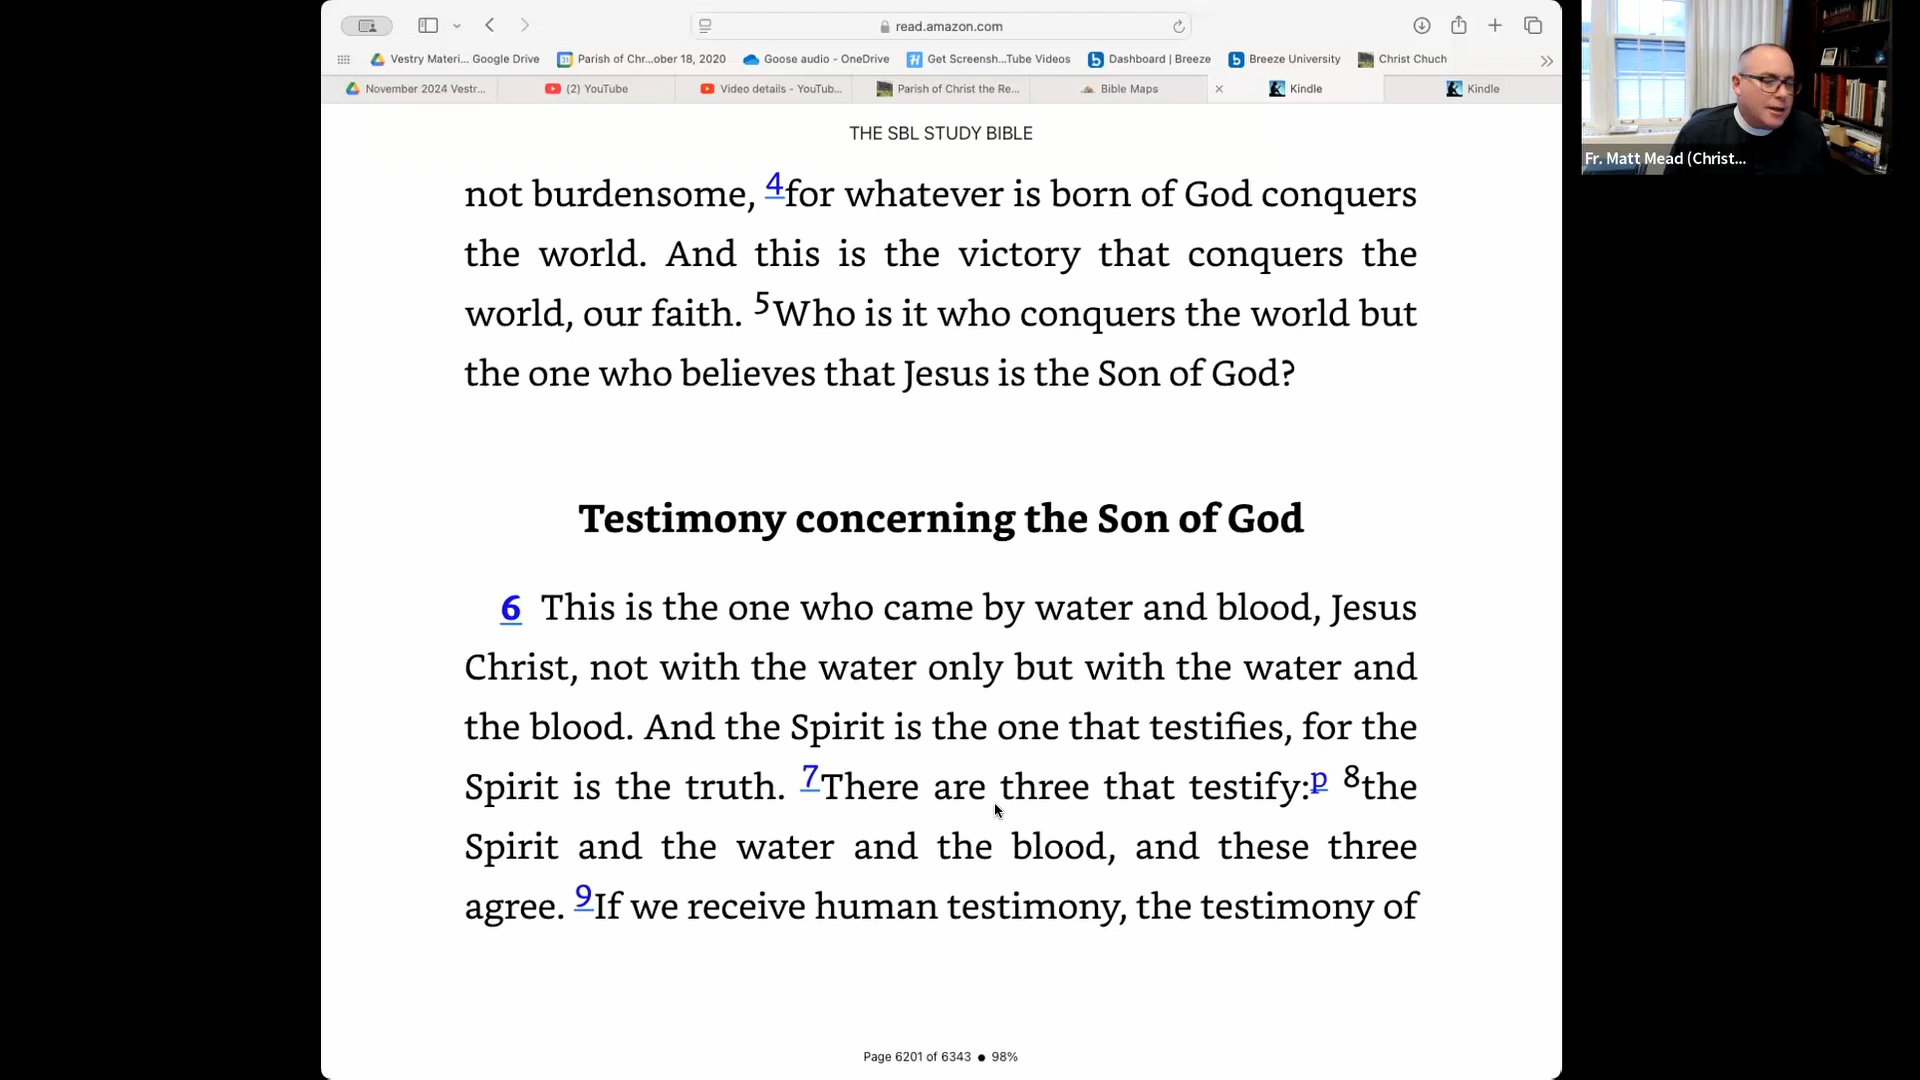 read.amazon.com
Vestry Materi... Google Drive
Parish of Chr...ober 18, 2020
Goose audio - OneDrive
Get Screensh...Tube Videos
Dashboard | Breeze
Breeze University
Christ Chuch
November 2024 Vestr...
(2) YouTube
Video details - YouTub...
Parish of Christ the Re...
Bible Maps
Kindle
Kindle
Fr. Matt Mead (Christ...
THE SBL STUDY BIBLE
not burdensome, 4for whatever is born of God conquers
the world. And this is the victory that conquers the
world, our faith. 5Who is it who conquers the world but
the one who believes that Jesus is the Son of God?
Testimony concerning the Son of God
6 This is the one who came by water and blood, Jesus
Christ, not with the water only but with the water and
the blood. And the Spirit is the one that testifies, for the
Spirit is the truth. 7There are three that testify:p 8the
Spirit and the water and the blood, and these three
agree. 9If we receive human testimony, the testimony of
Page 6201 of 6343 ● 98%